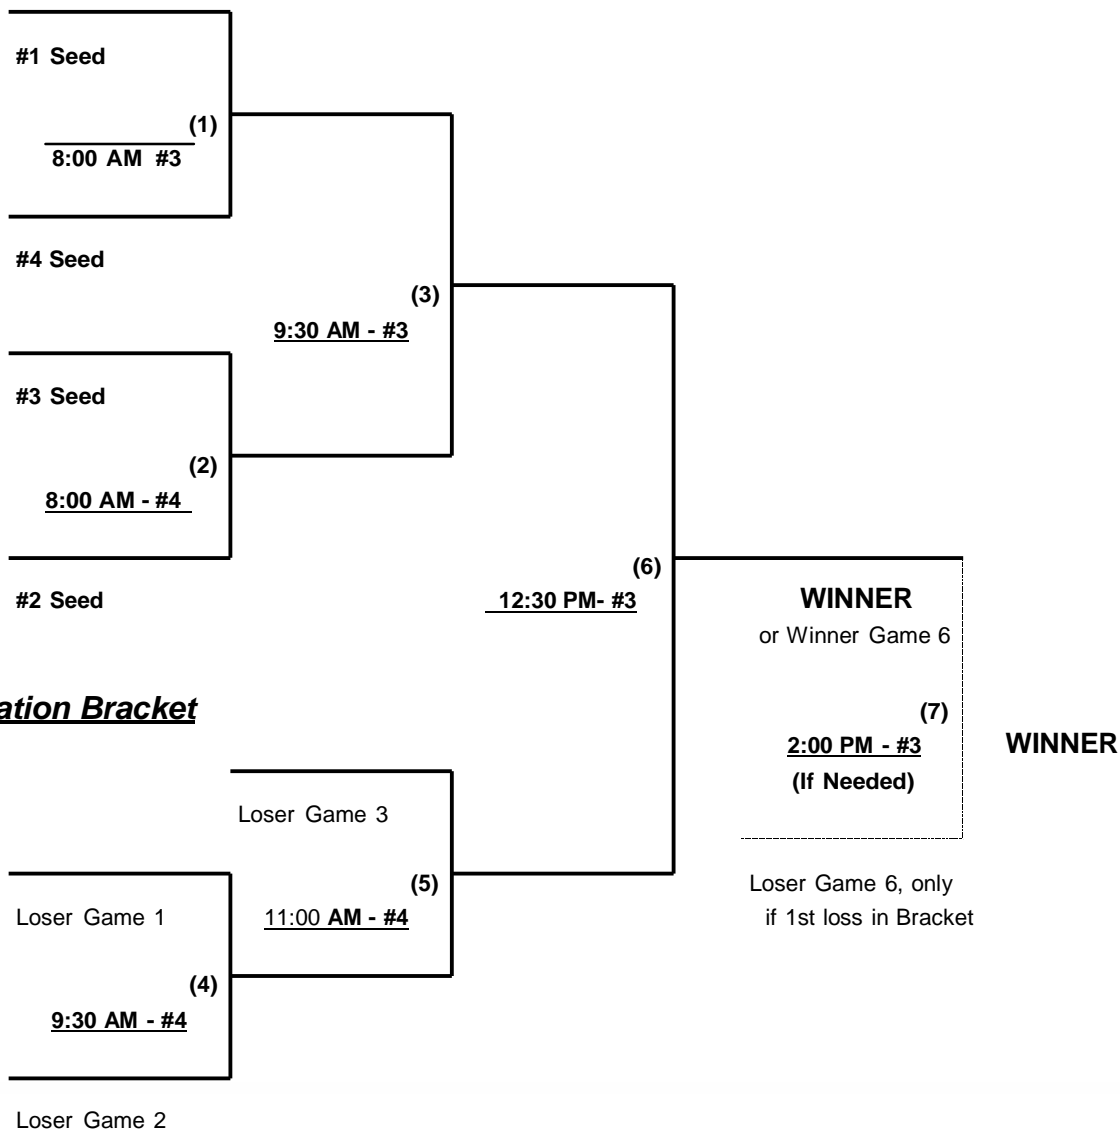 #1 Seed
(1)
8:00 AM #3
#4 Seed
(3)
9:30 AM - #3
#3 Seed
(2)
8:00 AM - #4
(6)
#2 Seed
12:30 PM- #3
WINNER
or Winner Game 6
ation Bracket
(7)
2:00 PM - #3
WINNER
(If Needed)
Loser Game 3
(5)
Loser Game 6, only
Loser Game 1
11:00 AM - #4
if 1st loss in Bracket
(4)
9:30 AM - #4
Loser Game 2